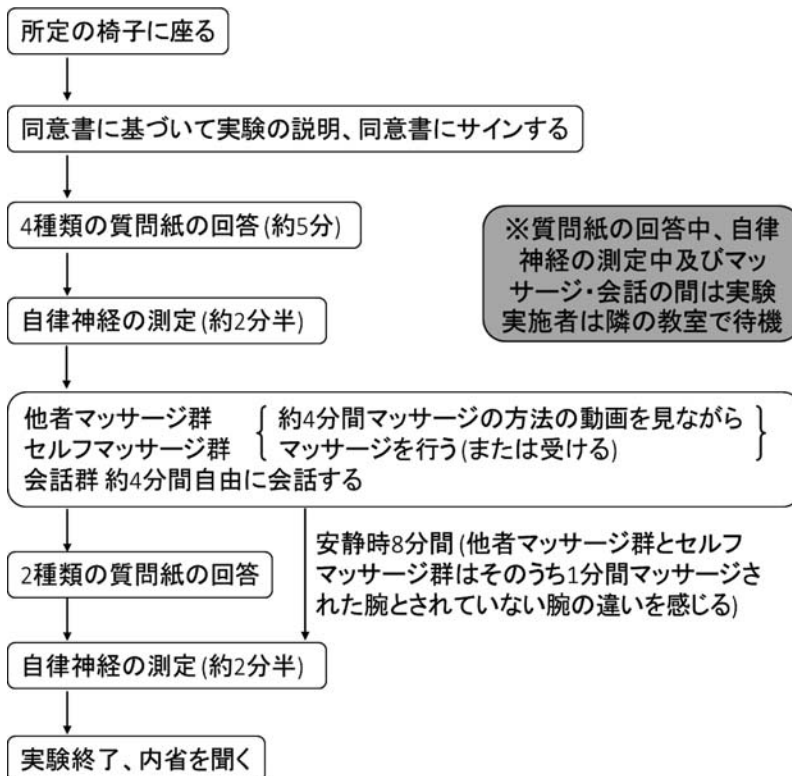 所定の椅子に座る
同意書に基づいて実験の説明、同意書にサインする
4種類の質問紙の回答(約5分)
※質問紙の回答中、自律
神経の測定中及びマッ
サージ・会話の間は実験
実施者は隣の教室で待機
自律神経の測定(約2分半)
他者マッサージ群
セルフマッサージ群
約4分間マッサージの方法の動画を見ながら
マッサージを行う(または受ける)
会話群 約4分間自由に会話する
安静時8分間(他者マッサージ群とセルフ
マッサージ群はそのうち1分間マッサージさ
れた腕とされていない腕の違いを感じる)
2種類の質問紙の回答
自律神経の測定(約2分半)
実験終了、内省を聞く